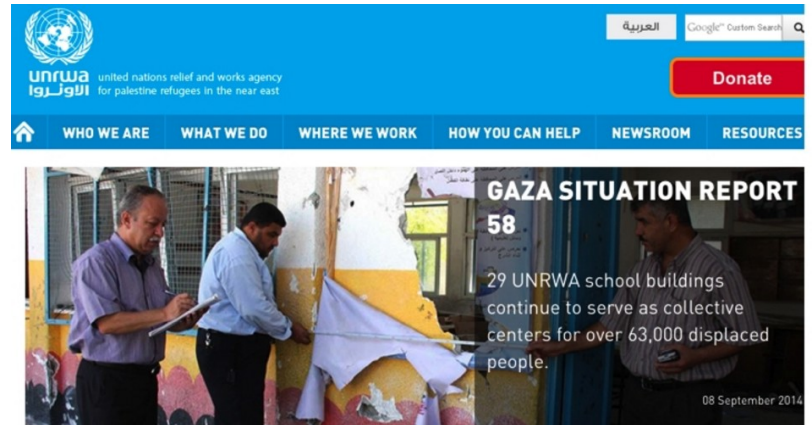 العربية
Google™ Custom Search
unrwa
الأونروا
united nations relief and works agency
for palestine refugees in the near east
Donate
WHO WE ARE
WHAT WE DO
WHERE WE WORK
HOW YOU CAN HELP
NEWSROOM
RESOURCES
GAZA SITUATION REPORT
58
29 UNRWA school buildings
continue to serve as collective
centers for over 63,000 displaced
people.
08 September 2014